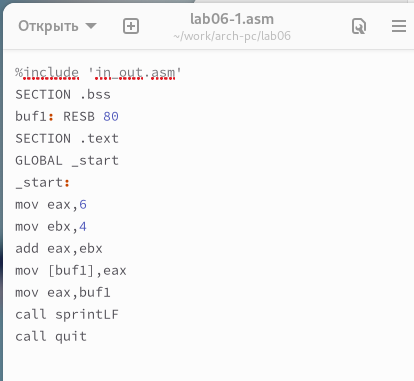 Открыть
lab06-1.asm
~/work/arch-pc/lab06
%include 'in_out.asm'
SECTION .bss
buf1: RESB 80
SECTION .text
GLOBAL _start
_start:
mov eax,6
mov ebx,4
add eax,ebx
mov [buf1],eax
mov eax,buf1
call sprintLF
call quit